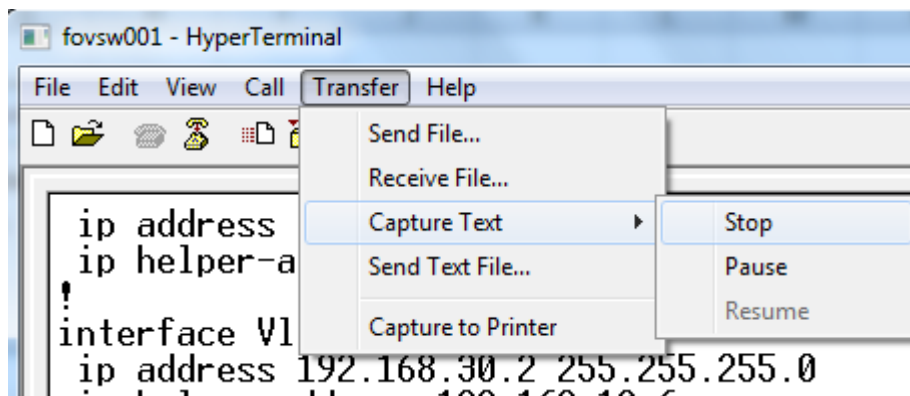 fovsw001 - HyperTerminal
File Edit View Call Transfer Help
Send File...
Receive File...
Capture Text
Send Text File...
Capture to Printer
Stop
Pause
Resume
ip address
ip helper-a
!
interface Vl
ip address 192.168.30.2 255.255.255.0